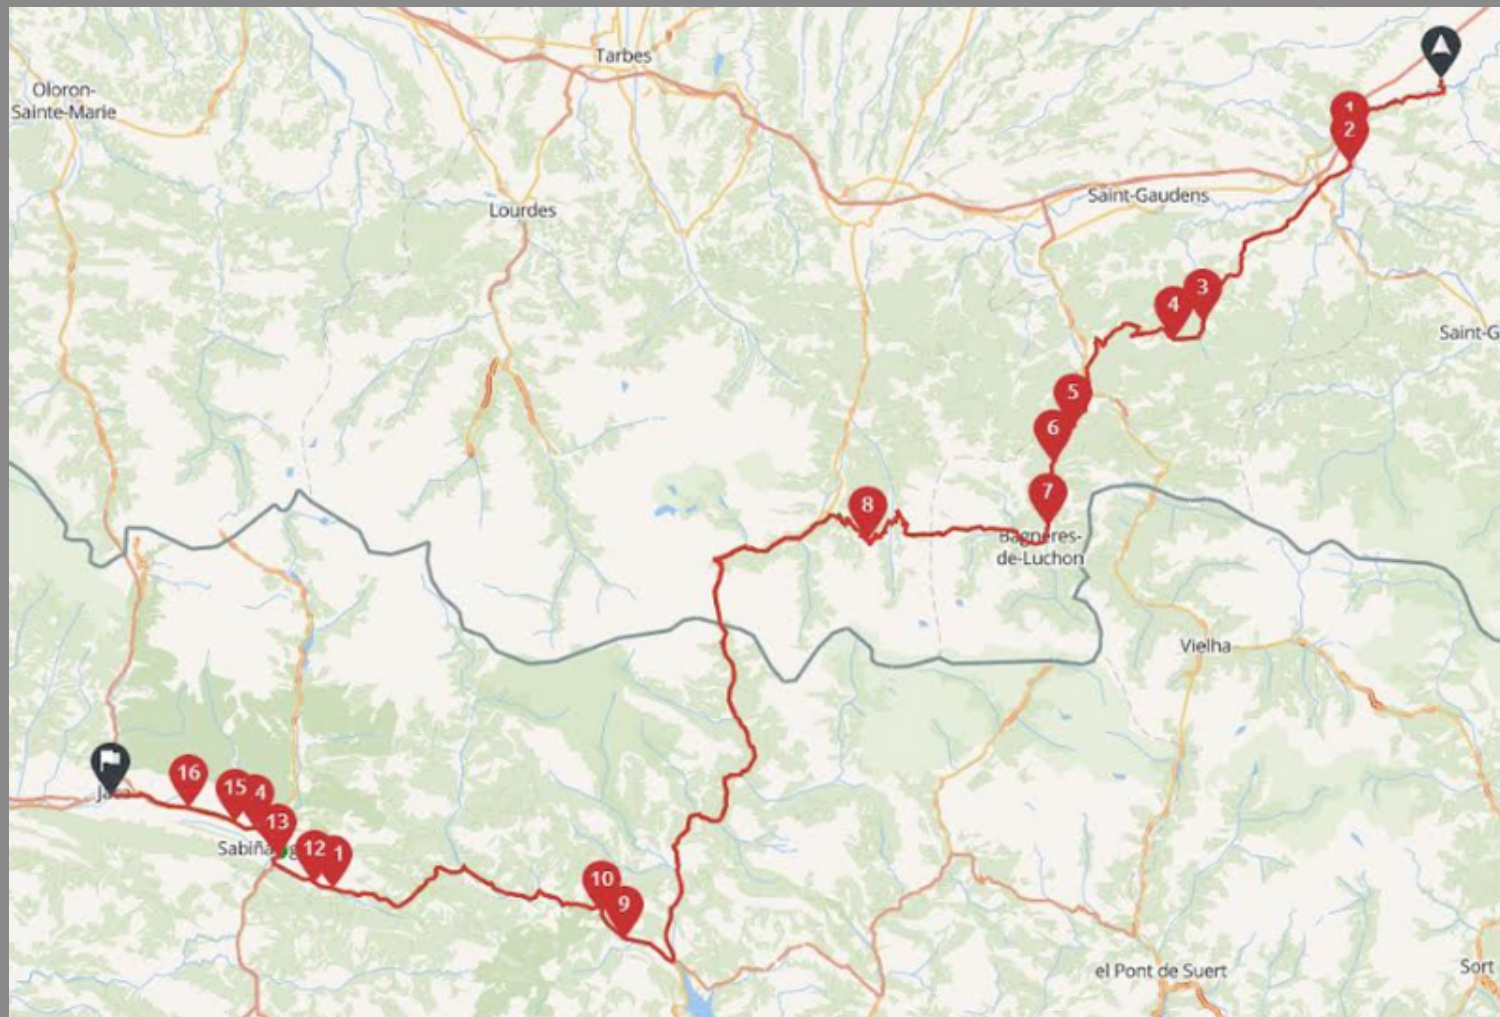 Tarbes
Oloron-
Sainte-Marie
1
2
Saint-Gaudens
Lourdes
3
4
Saint-G
5
6
7
8
Bagnères-
de-Luchon
Vielha
16
15
4
13
Sabiña
12
1
10
9
el Pont de Suert
Sort